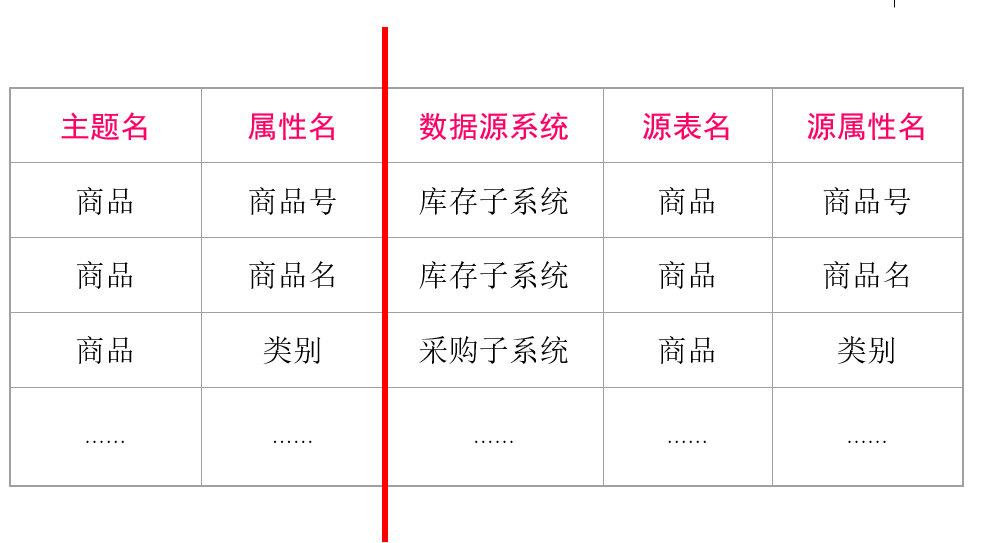 主题名 属性名 数据源系统 源表名 源属性名
商品 商品号 库存子系统 商品 商品号
商品 商品名 库存子系统 商品 商品名
商品 类别 采购子系统 商品 类别
...... ...... ...... ...... ......